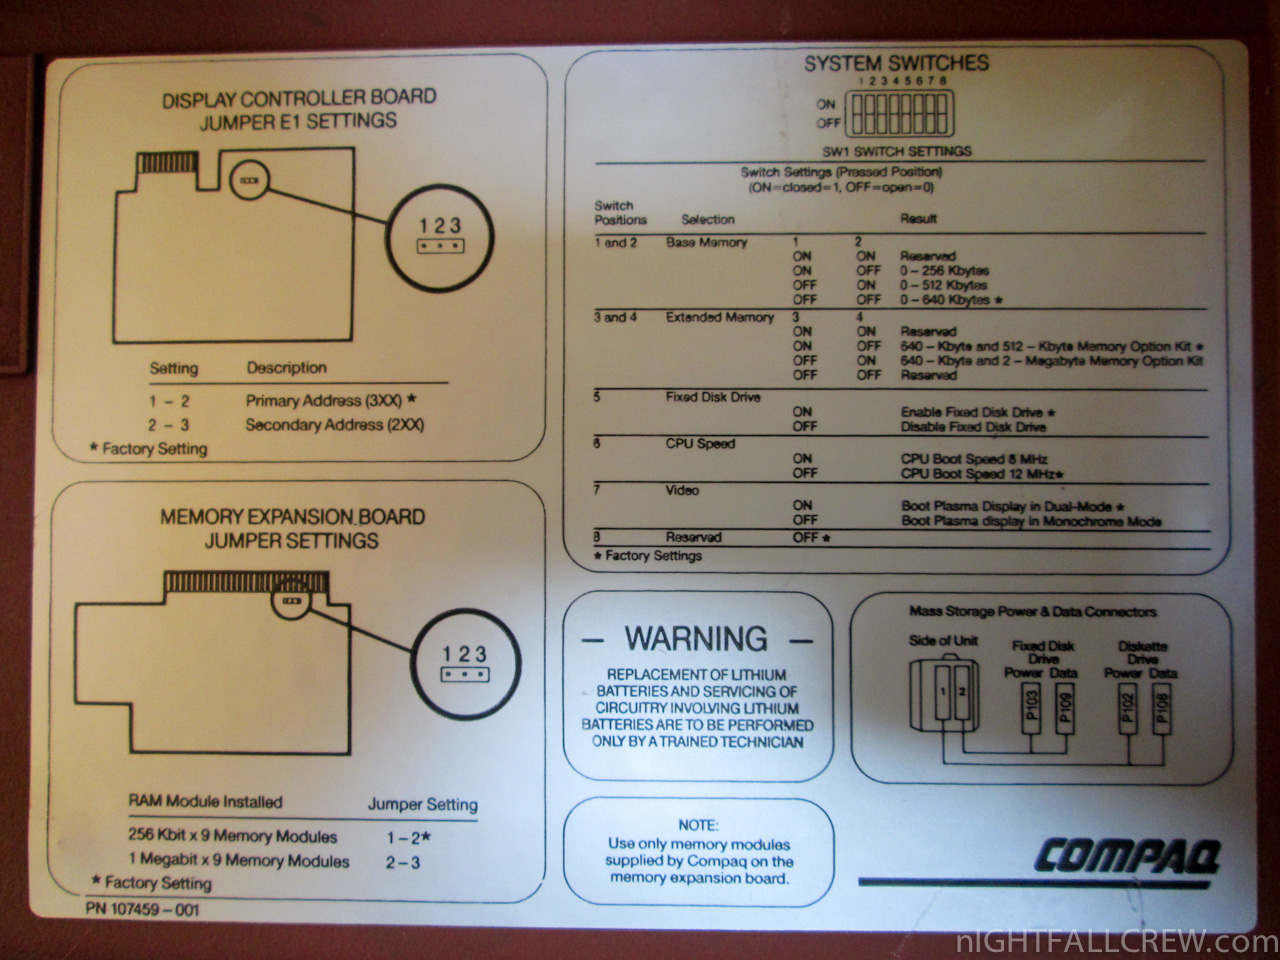 DISPLAY CONTROLLER BOARD
JUMPER E1 SETTINGS
1 2 3
Setting Description
1 - 2 Primary Address (3XX) *
2 - 3 Secondary Address (2XX)
* Factory Setting
MEMORY EXPANSION BOARD
JUMPER SETTINGS
1 2 3
RAM Module Installed Jumper Setting
256 Kbit x 9 Memory Modules 1 - 2*
1 Megabit x 9 Memory Modules 2 - 3
* Factory Setting
PN 107459 - 001
SYSTEM SWITCHES
1 2 3 4 5 6 7 8
ON
OFF
SW1 SWITCH SETTINGS
Switch Settings (Pressed Position)
(ON=closed=1, OFF=open=0)
Switch
Positions Selection Result
1 and 2 Base Memory 1 2
ON ON Reserved
ON OFF 0 - 256 Kbytes
OFF ON 0 - 512 Kbytes
OFF OFF 0 - 640 Kbytes *
3 and 4 Extended Memory 3 4
ON ON Reserved
ON OFF 640 - Kbyte and 512 - Kbyte Memory Option Kit *
OFF ON 640 - Kbyte and 2 - Megabyte Memory Option Kit
OFF OFF Reserved
5 Fixed Disk Drive
ON Enable Fixed Disk Drive *
OFF Disable Fixed Disk Drive
6 CPU Speed
ON CPU Boot Speed 8 MHz
OFF CPU Boot Speed 12 MHz*
7 Video
ON Boot Plasma Display in Dual-Mode *
OFF Boot Plasma display in Monochrome Mode
8 Reserved OFF *
* Factory Settings
- WARNING -
REPLACEMENT OF LITHIUM
BATTERIES AND SERVICING OF
CIRCUITRY INVOLVING LITHIUM
BATTERIES ARE TO BE PERFORMED
ONLY BY A TRAINED TECHNICIAN
Mass Storage Power & Data Connectors
Side of Unit
Fixed Disk
Drive
Power Data
Diskette
Drive
Power Data
1 2
P103
P109
P102
P108
NOTE:
Use only memory modules
supplied by Compaq on the
memory expansion board.
COMPAQ
nIGHTFALLCREW.com